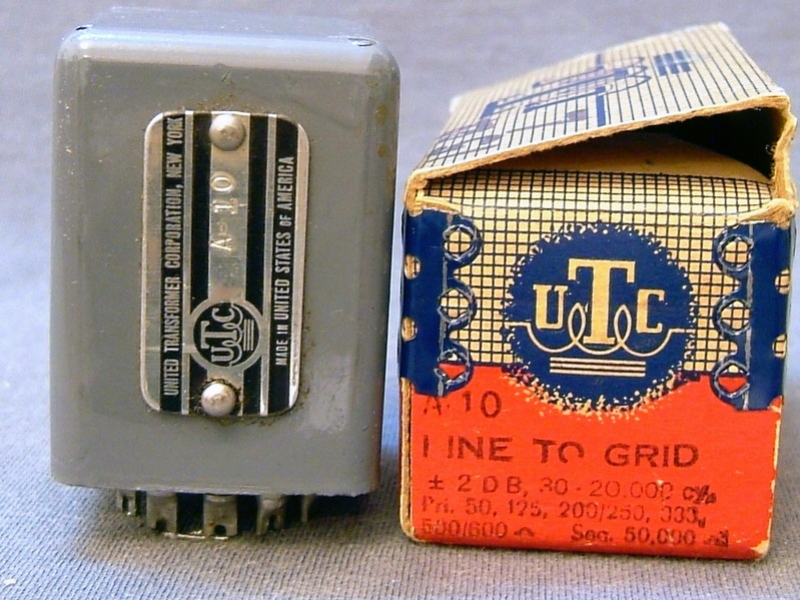 UNITED TRANSFORMER CORPORATION, NEW YORK
A-10
UTC
MADE IN UNITED STATES OF AMERICA
UTC
A-10
LINE TO GRID
± 2 DB, 30-20,000 cy/s
Pri. 50, 125, 200/250, 333,
500/600 Sec. 50,000